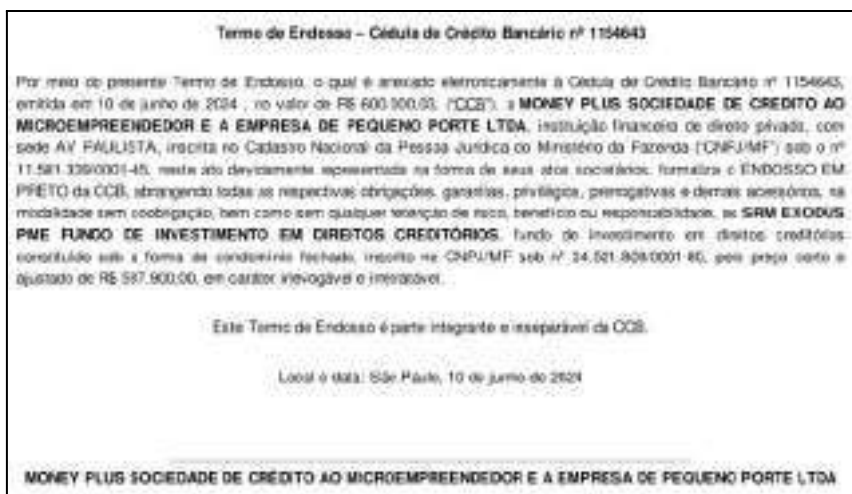 Termo de Endosso – Cédula de Crédito Bancário nº 1154643
Por meio do presente Termo de Endosso, o qual é anexado eletronicamente à Cédula de Crédito Bancário nº 1154643,
emitida em 10 de junho de 2024 , no valor de R$ 600.000,00, ("CCB"), a MONEY PLUS SOCIEDADE DE CREDITO AO
MICROEMPREENDEDOR E A EMPRESA DE PEQUENO PORTE LTDA, instituição financeira de direito privado, com
sede AV PAULISTA, inscrita no Cadastro Nacional da Pessoa Jurídica do Ministério da Fazenda ("CNPJ/MF") sob o nº
neste ato devidamente representada na forma de seus atos societários, formaliza o ENDOSSO EM
PRETO da CCB, abrangendo todas as respectivas obrigações, garantias, privilégios, prerrogativas e demais acessórios, na
modalidade sem coobrigação, bem como sem qualquer retenção de risco, benefício ou responsabilidade, ao SRM EXODUS
PME FUNDO DE INVESTIMENTO EM DIREITOS CREDITÓRIOS, fundo de investimento em direitos creditórios
constituído sob a forma de condomínio fechado, inscrito no CNPJ/MF sob nº pelo preço certo e
ajustado de R$ 587.900,00, em caráter irrevogável e irretratável.
Este Termo de Endosso é parte integrante e inseparável da CCB.
Local e data: São Paulo, 10 de junho de 2024
MONEY PLUS SOCIEDADE DE CRÉDITO AO MICROEMPREENDEDOR E A EMPRESA DE PEQUENO PORTE LTDA